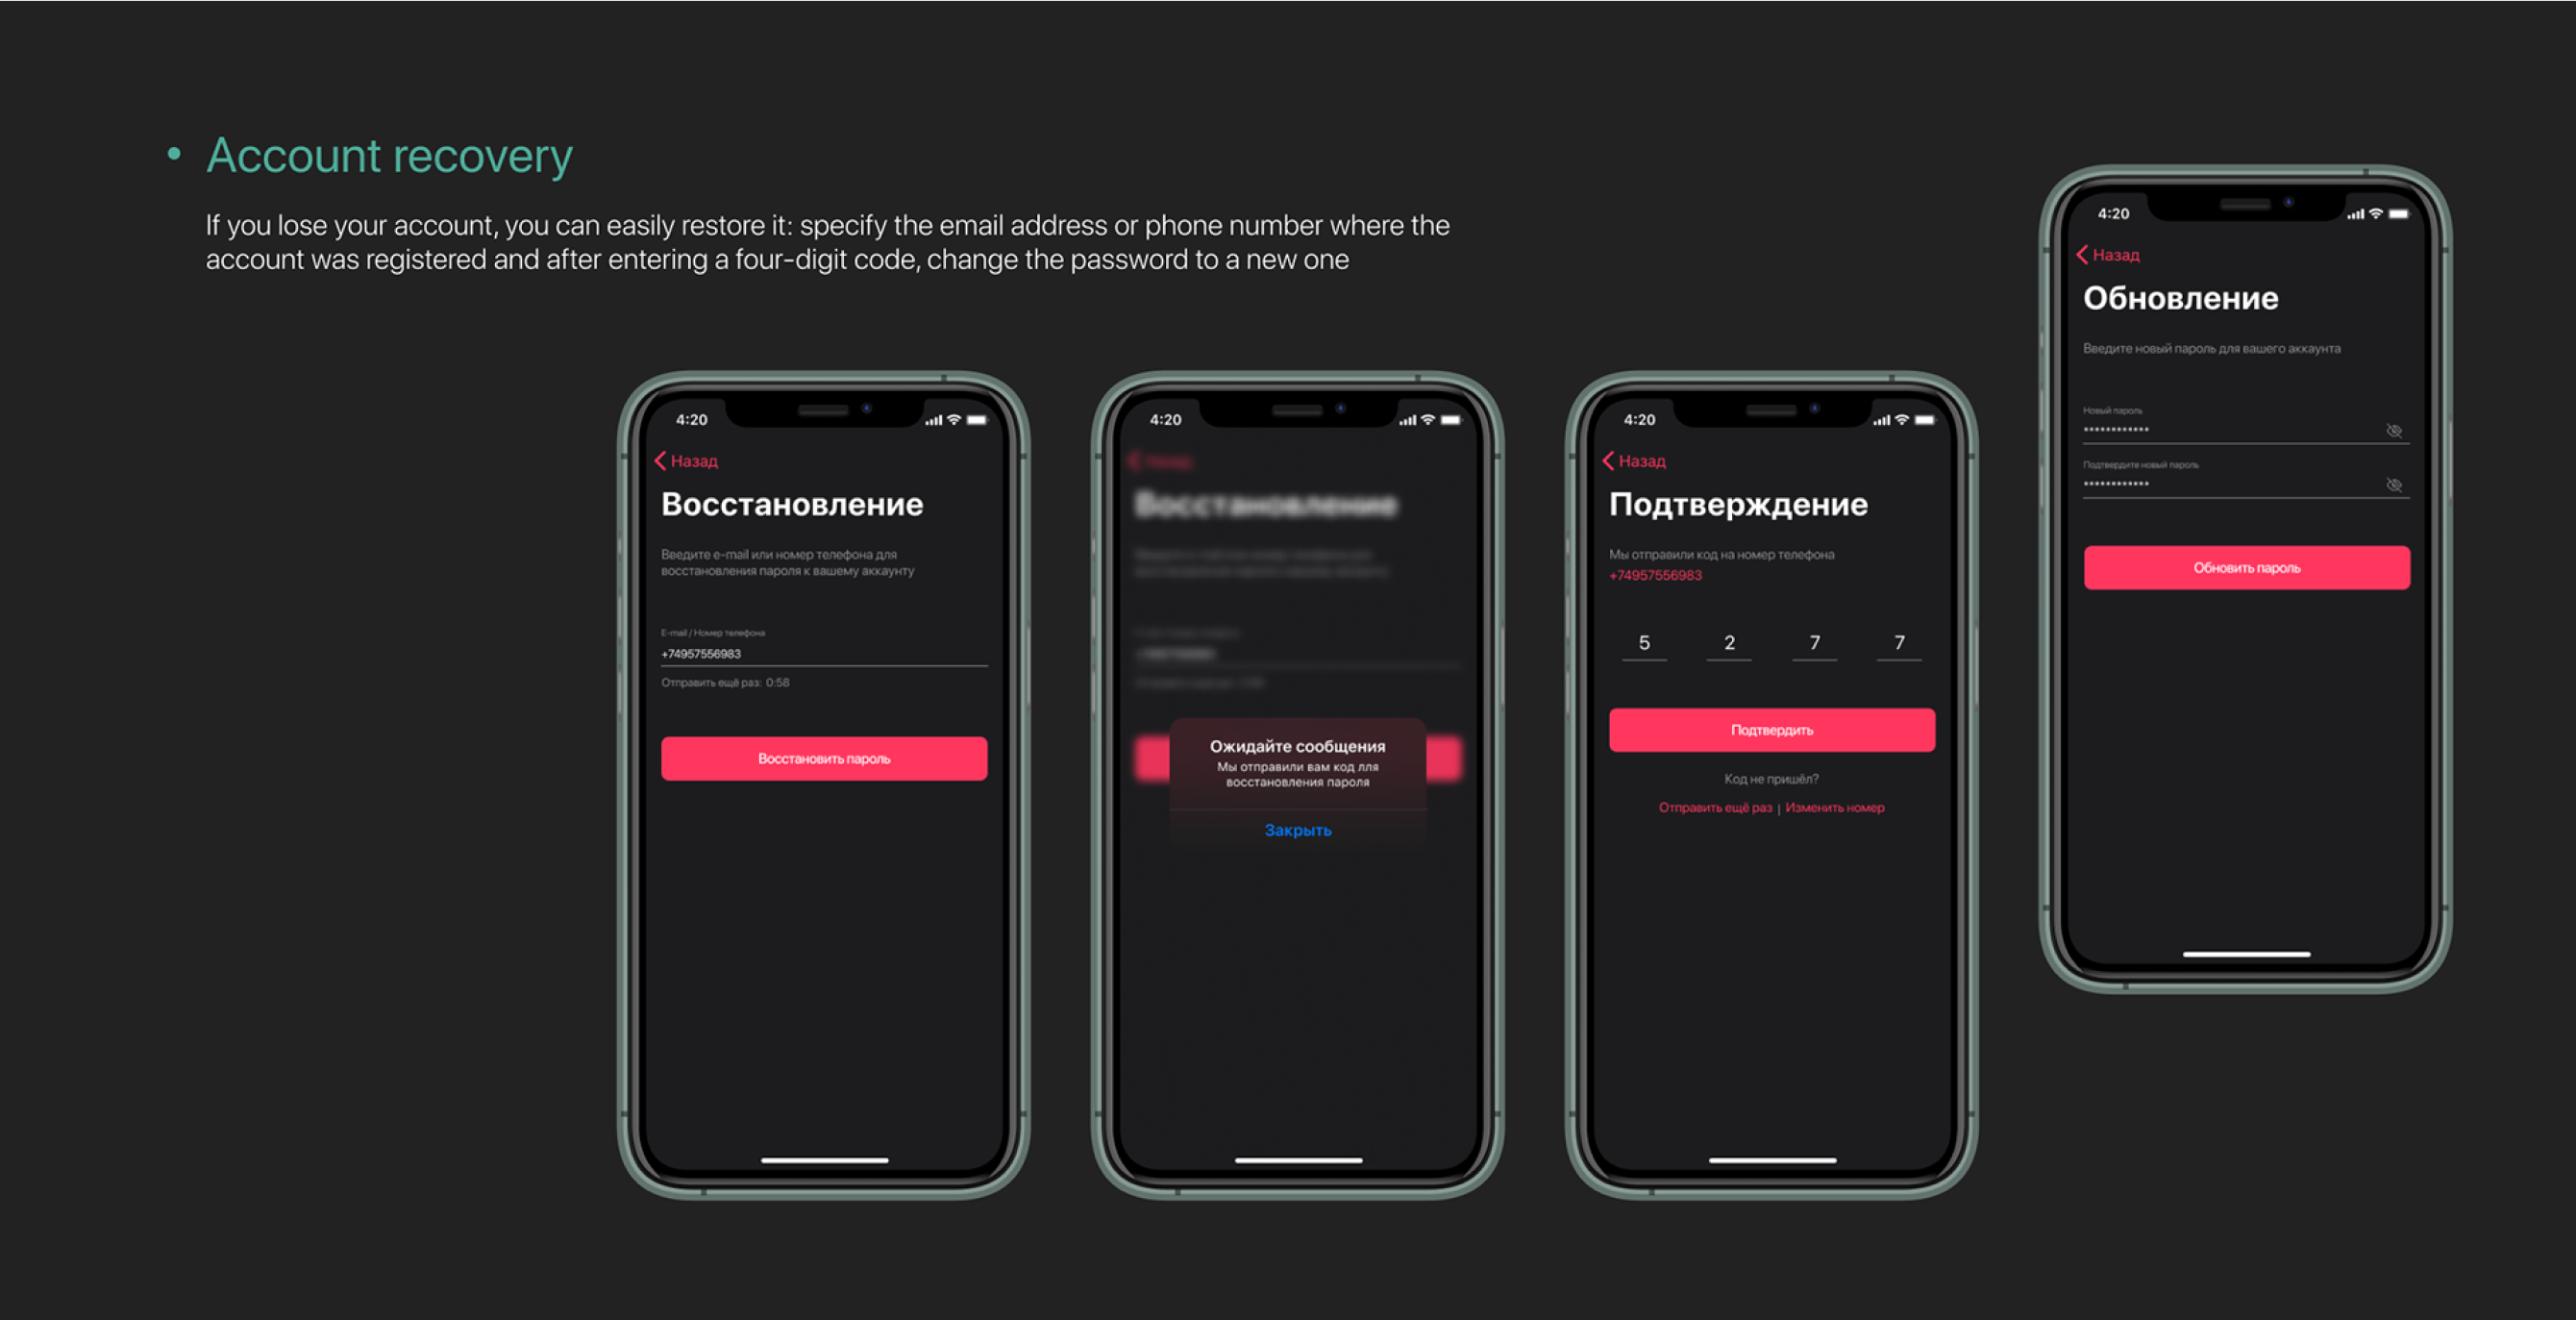 • Account recovery
If you lose your account, you can easily restore it: specify the email address or phone number where the
account was registered and after entering a four-digit code, change the password to a new one
4:20
Назад
Восстановление
Введите e-mail или номер телефона для
восстановления пароля к вашему аккаунту
E-mail / Номер телефона
+74957556983
Отправить ещё раз: 0:58
Восстановить пароль
4:20
Назад
Восстановление
Ожидайте сообщения
Мы отправили вам код лля
восстановления пароля
Закрыть
4:20
Назад
Подтверждение
Мы отправили код на номер телефона
+74957556983
5 2 7 7
Подтвердить
Код не пришёл?
Отправить ещё раз | Изменить номер
4:20
Назад
Обновление
Введите новый пароль для вашего аккаунта
Новый пароль
••••••••••••
Подтвердите новый пароль
••••••••••••
Обновить пароль